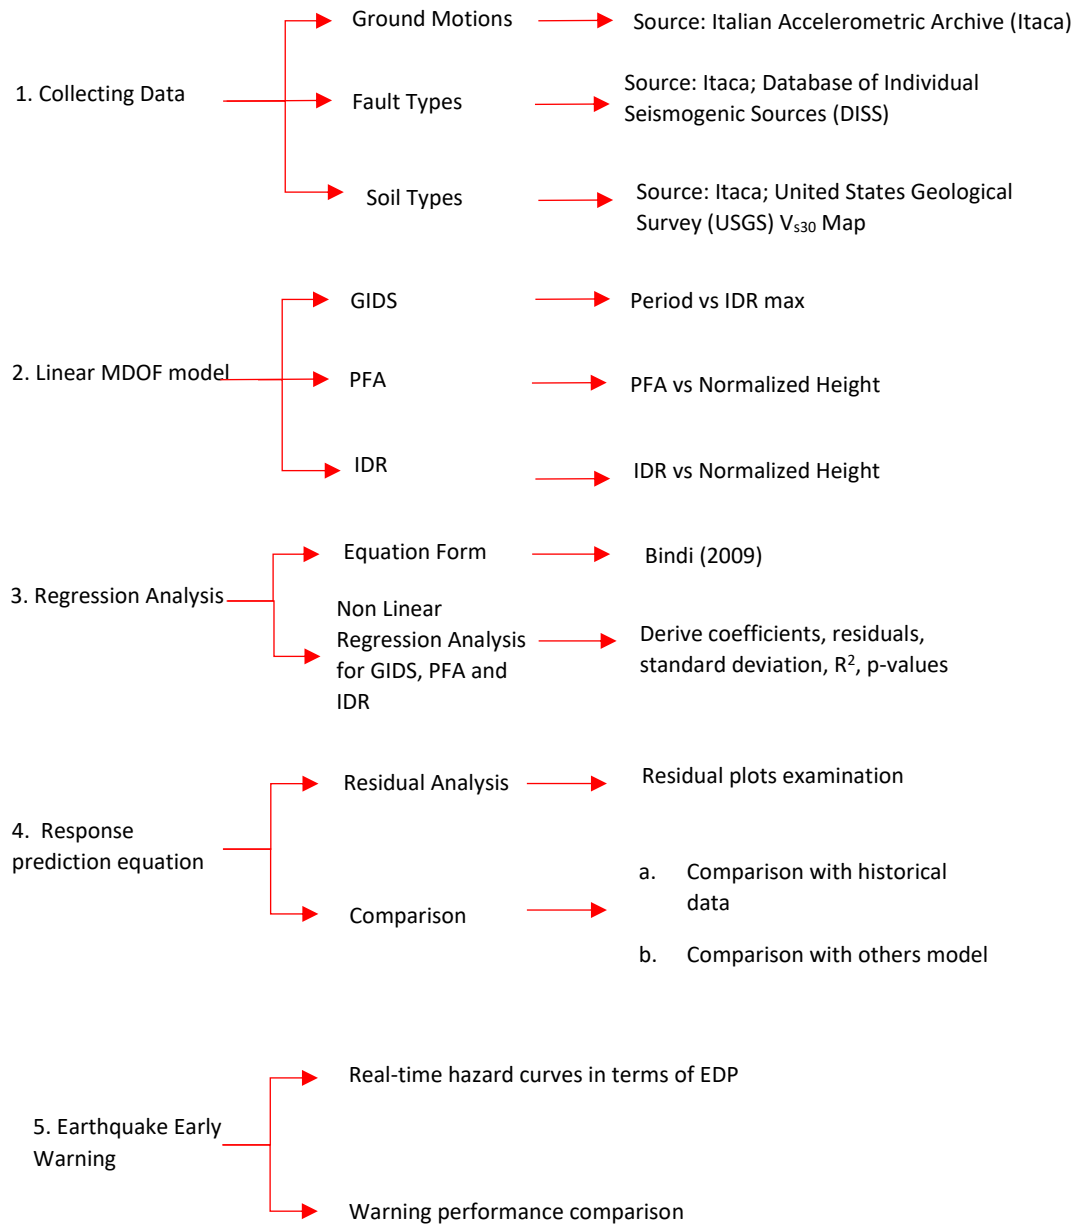 Ground Motions
Source: Italian Accelerometric Archive (Itaca)
1. Collecting Data
Fault Types
Source: Itaca; Database of Individual
Seismogenic Sources (DISS)
Soil Types
Source: Itaca; United States Geological
Survey (USGS) Vs30 Map
GIDS
Period vs IDR max
2. Linear MDOF model
PFA
PFA vs Normalized Height
IDR
IDR vs Normalized Height
Equation Form
Bindi (2009)
3. Regression Analysis
Non Linear
Regression Analysis
for GIDS, PFA and
IDR
Derive coefficients, residuals,
standard deviation, R², p-values
Residual Analysis
Residual plots examination
4. Response
prediction equation
Comparison
a. Comparison with historical
data
b. Comparison with others model
Real-time hazard curves in terms of EDP
5. Earthquake Early
Warning
Warning performance comparison